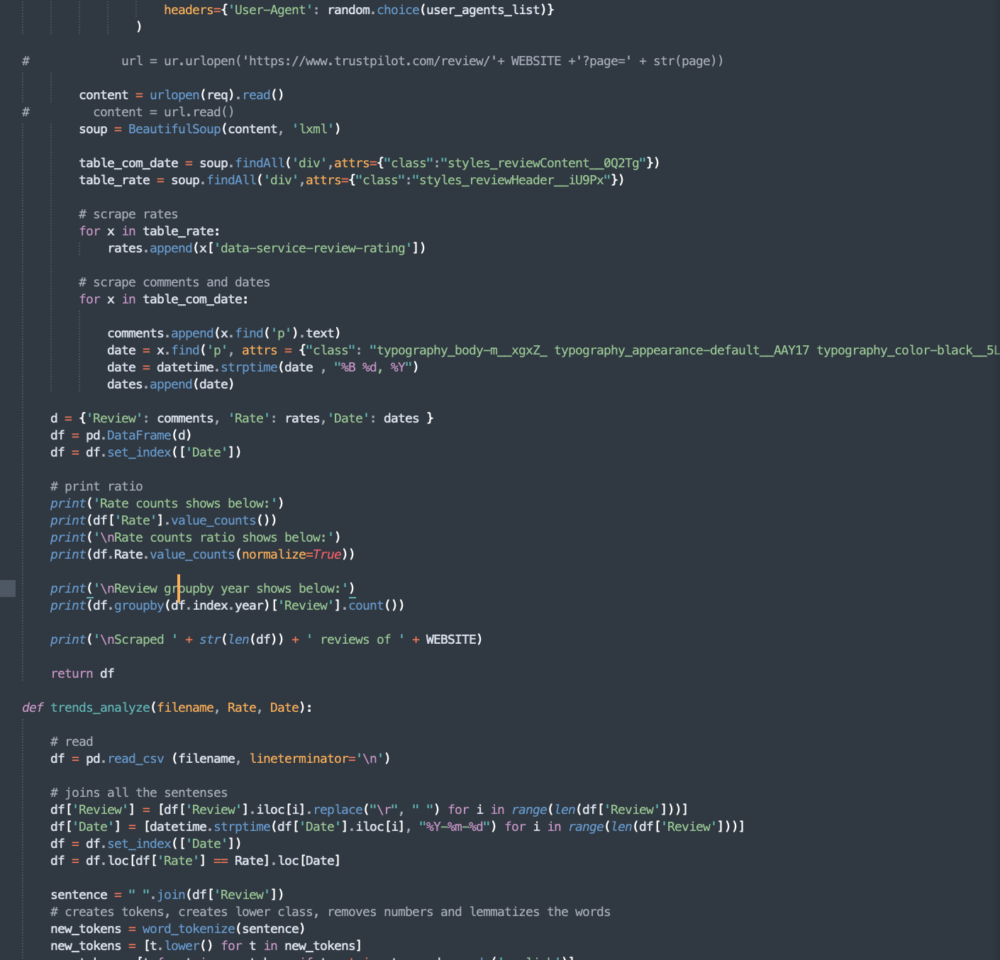 headers={'User-Agent': random.choice(user_agents_list)}
)
# url = ur.urlopen('https://www.trustpilot.com/review/'+ WEBSITE +'?page=' + str(page))
content = urlopen(req).read()
# content = url.read()
soup = BeautifulSoup(content, 'lxml')
table_com_date = soup.findAll('div',attrs={"class":"styles_reviewContent__0Q2Tg"})
table_rate = soup.findAll('div',attrs={"class":"styles_reviewHeader__iU9Px"})
# scrape rates
for x in table_rate:
rates.append(x['data-service-review-rating'])
# scrape comments and dates
for x in table_com_date:
comments.append(x.find('p').text)
date = x.find('p', attrs = {"class": "typography_body-m__xgxZ_ typography_appearance-default__AAY17 typography_color-black__5L
date = datetime.strptime(date , "%B %d, %Y")
dates.append(date)
d = {'Review': comments, 'Rate': rates,'Date': dates }
df = pd.DataFrame(d)
df = df.set_index(['Date'])
# print ratio
print('Rate counts shows below:')
print(df['Rate'].value_counts())
print('\nRate counts ratio shows below:')
print(df.Rate.value_counts(normalize=True))
print('\nReview groupby year shows below:')
print(df.groupby(df.index.year)['Review'].count())
print('\nScraped ' + str(len(df)) + ' reviews of ' + WEBSITE)
return df
def trends_analyze(filename, Rate, Date):
# read
df = pd.read_csv (filename, lineterminator='\n')
# joins all the sentenses
df['Review'] = [df['Review'].iloc[i].replace("\r", " ") for i in range(len(df['Review']))]
df['Date'] = [datetime.strptime(df['Date'].iloc[i], "%Y-%m-%d") for i in range(len(df['Review']))]
df = df.set_index(['Date'])
df = df.loc[df['Rate'] == Rate].loc[Date]
sentence = " ".join(df['Review'])
# creates tokens, creates lower class, removes numbers and lemmatizes the words
new_tokens = word_tokenize(sentence)
new_tokens = [t.lower() for t in new_tokens]